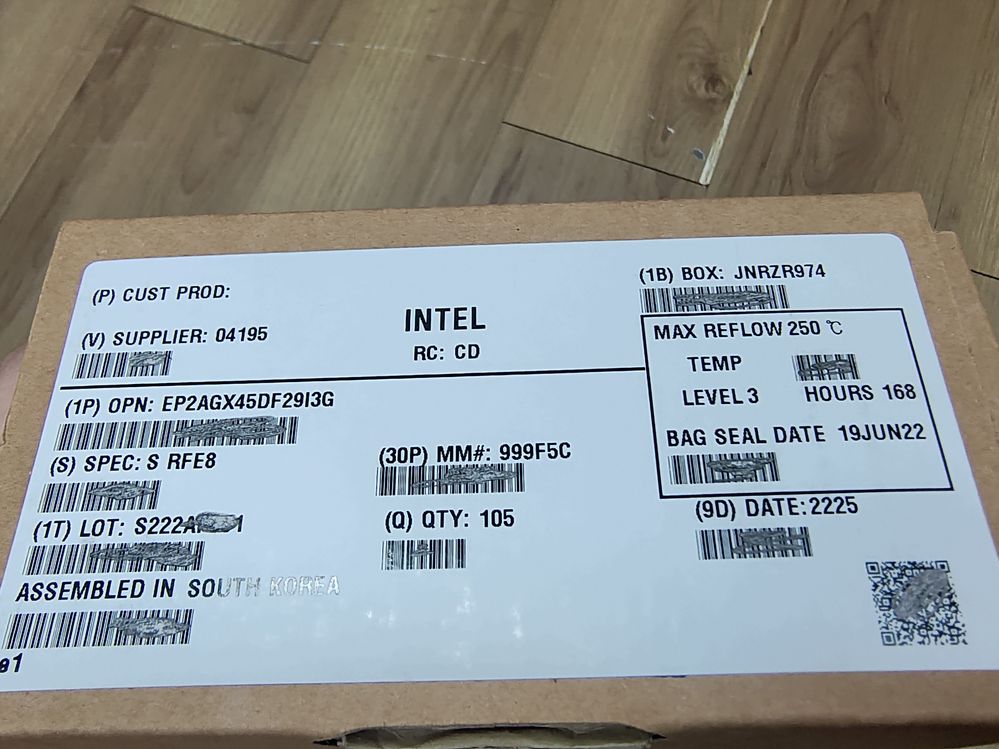 (P) CUST PROD:
(1B) BOX: JNRZR974
INTEL
(V) SUPPLIER: 04195
RC: CD
MAX REFLOW 250 ℃
TEMP
LEVEL 3 HOURS 168
BAG SEAL DATE 19JUN22
(1P) OPN: EP2AGX45DF29I3G
(S) SPEC: S RFE8
(30P) MM#: 999F5C
(1T) LOT:
(Q) QTY: 105
(9D) DATE:2225
ASSEMBLED IN SOUTH KOREA
e1